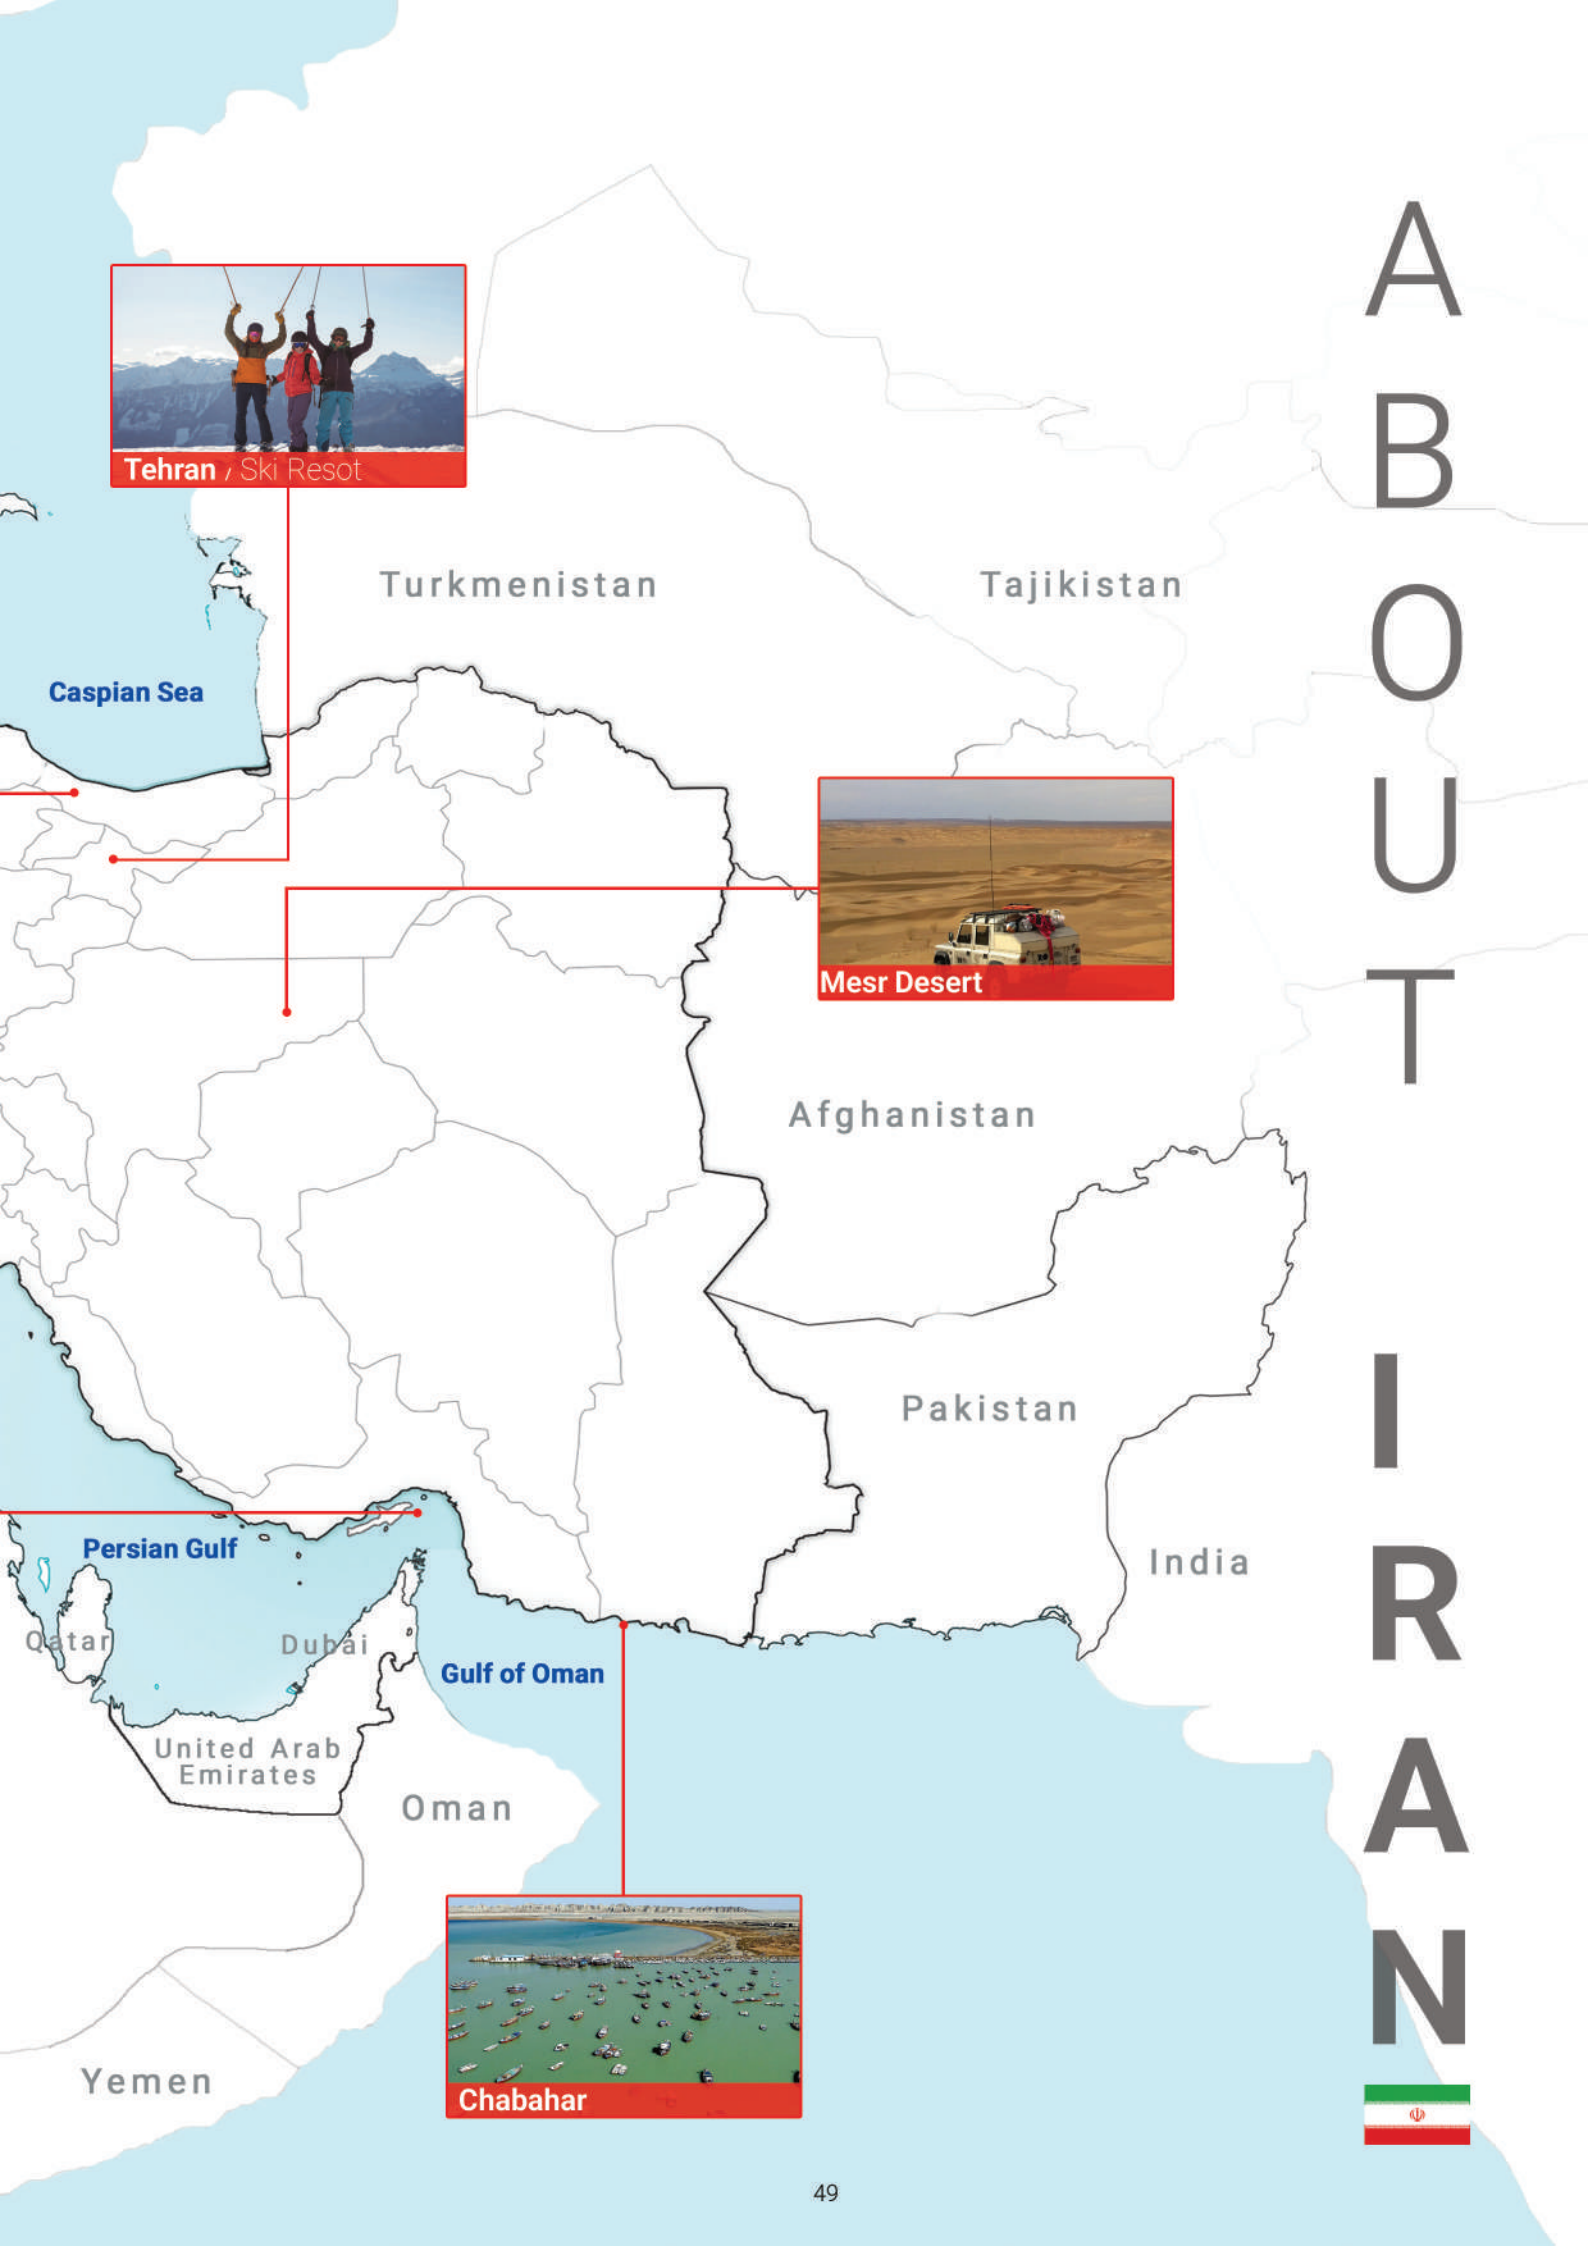 Tehran / Ski Resot
Turkmenistan
Tajikistan
Caspian Sea
Mesr Desert
Afghanistan
Pakistan
India
Persian Gulf
Qatar
Dubai
Gulf of Oman
United Arab
Emirates
Oman
Chabahar
Yemen
ABOUT IRAN
49